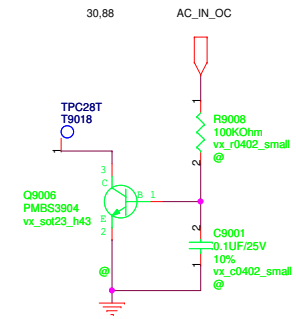 30,88 AC_IN_OC
1
TPC28T
T9018
1
R9008
100KOhm
vx_r0402_small
@
2
3
C
Q9006
PMBS3904
vx_sot23_h43
B 1
E
2
2
C9001
0.1UF/25V
10%
vx_c0402_small
@
1
@